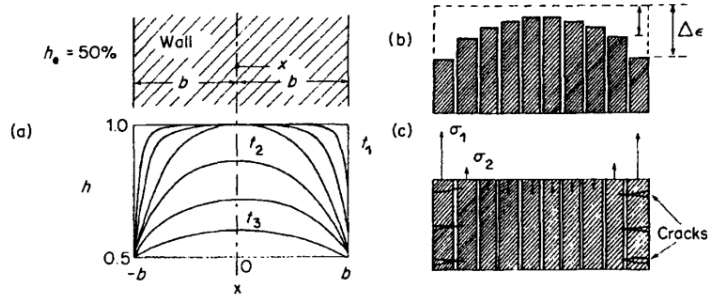 Wall
hₑ = 50%
x
b
b
(a)
1.0
t₁
t₂
h
t₃
0.5
-b
0
b
x
(b)
Δϵ
(c)
σ₁
σ₂
Cracks